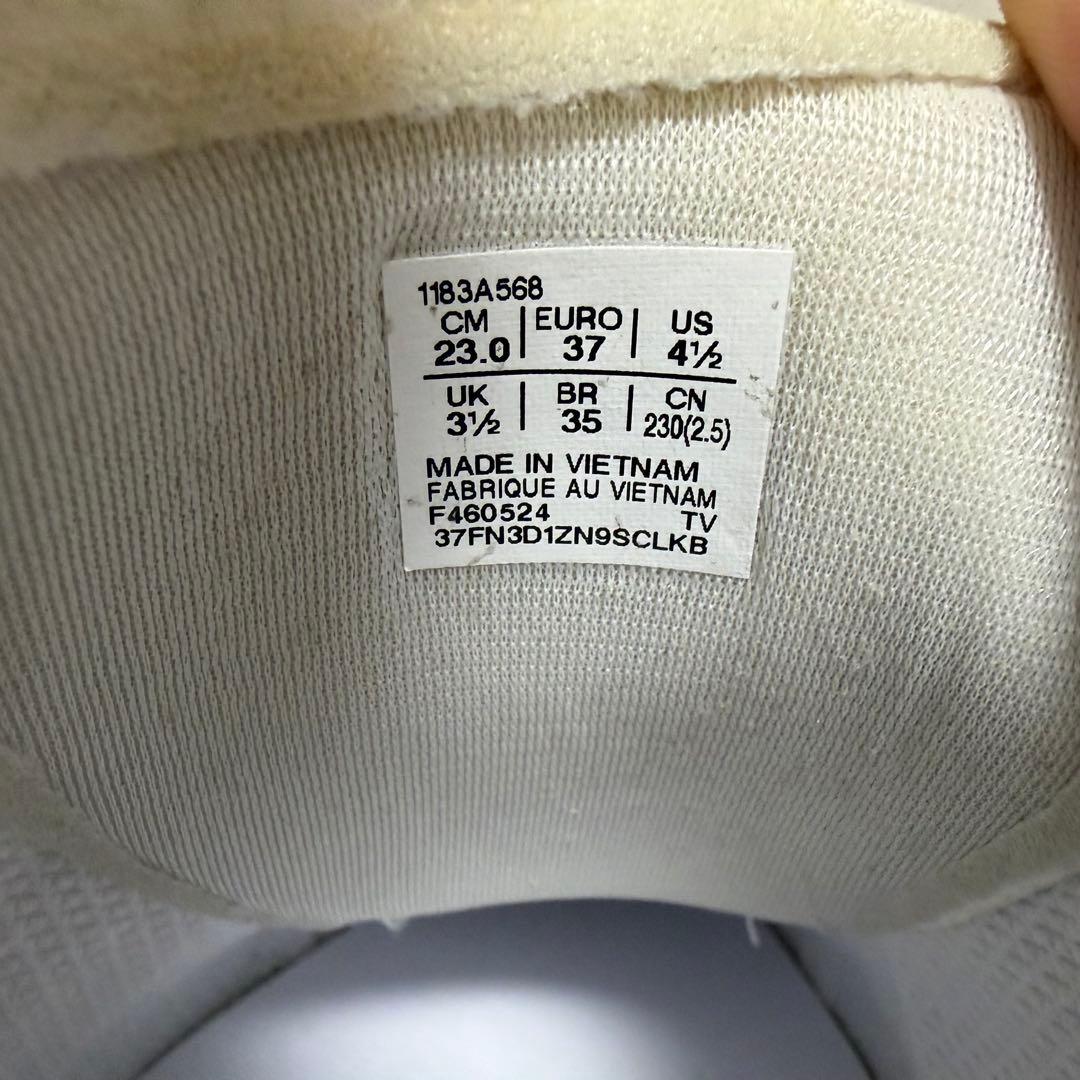 1183A568
CM | EURO | US
23.0 | 37 | 4½
UK | BR | CN
3½ | 35 | 230(2.5)
MADE IN VIETNAM
FABRIQUE AU VIETNAM
F460524 TV
37FN3D1ZN9SCLKB